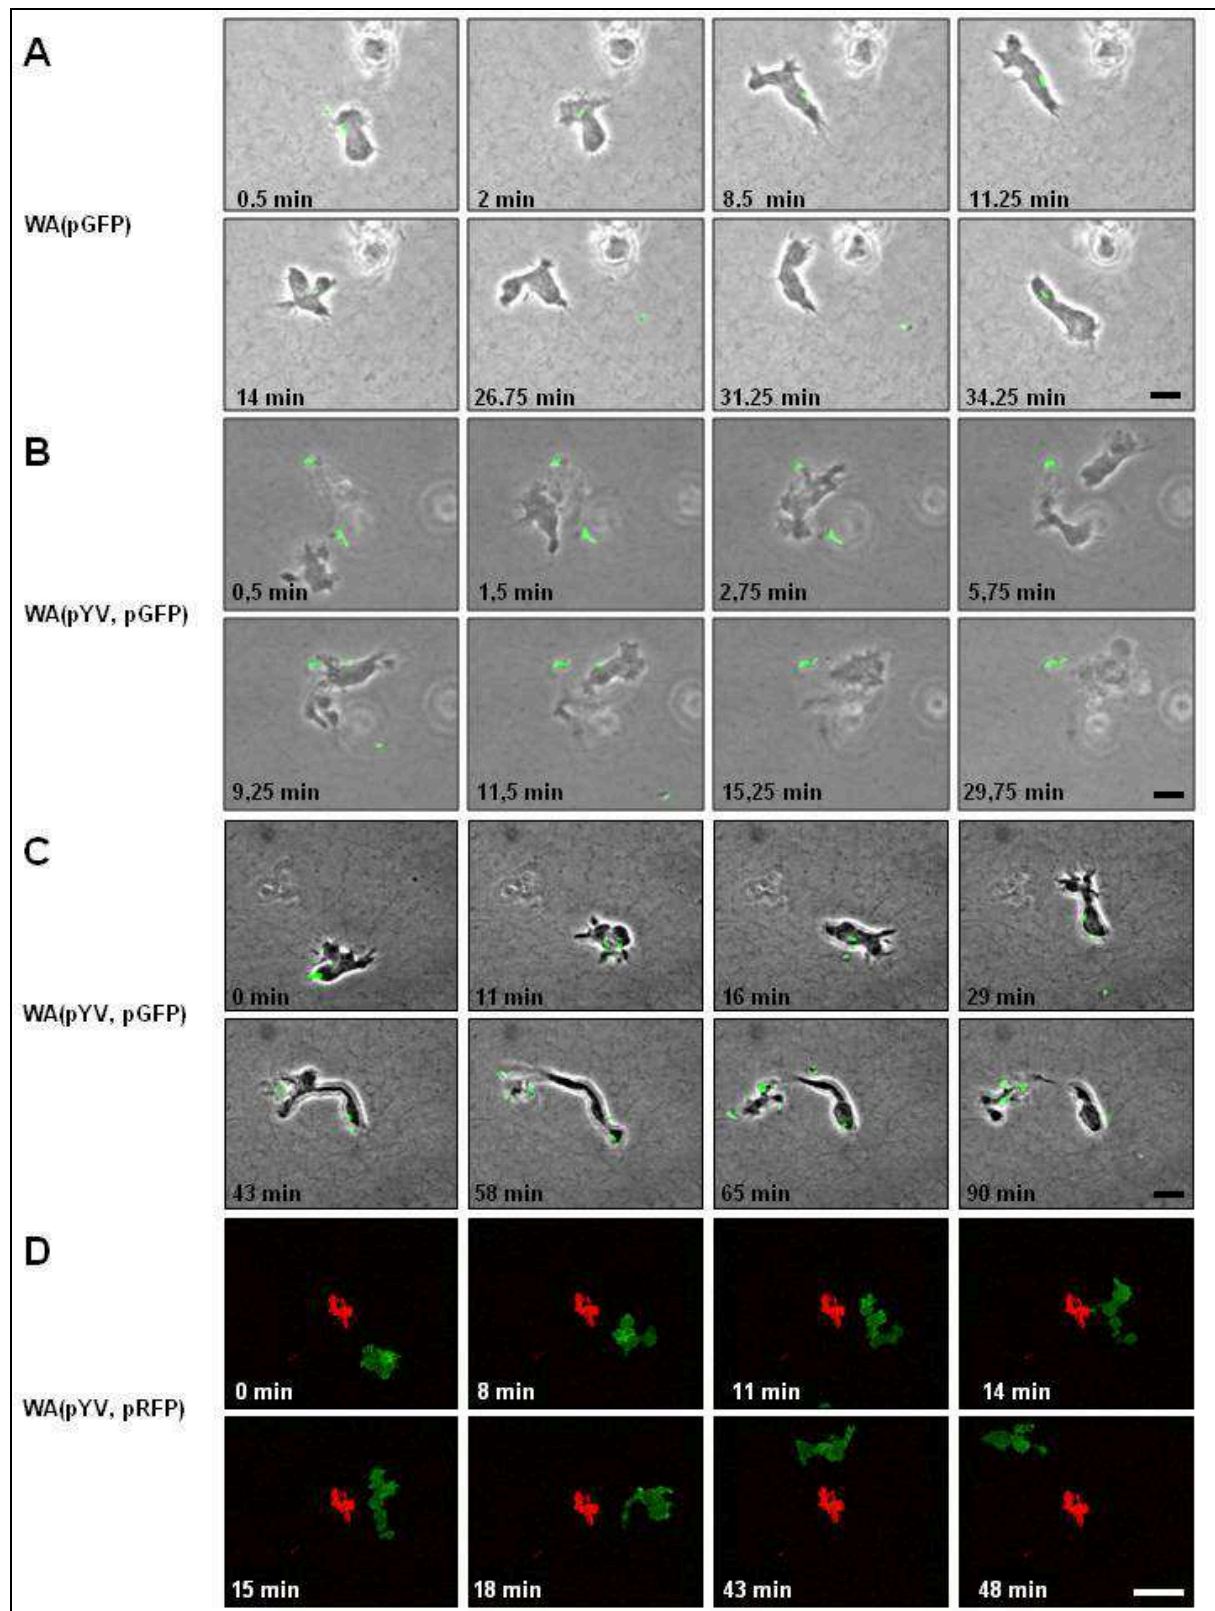 A
0.5 min
2 min
8.5 min
11.25 min
WA(pGFP)
14 min
26.75 min
31.25 min
34.25 min
B
0,5 min
1,5 min
2,75 min
5,75 min
WA(pYV, pGFP)
9,25 min
11,5 min
15,25 min
29,75 min
C
0 min
11 min
16 min
29 min
WA(pYV, pGFP)
43 min
58 min
65 min
90 min
D
0 min
8 min
11 min
14 min
WA(pYV, pRFP)
15 min
18 min
43 min
48 min